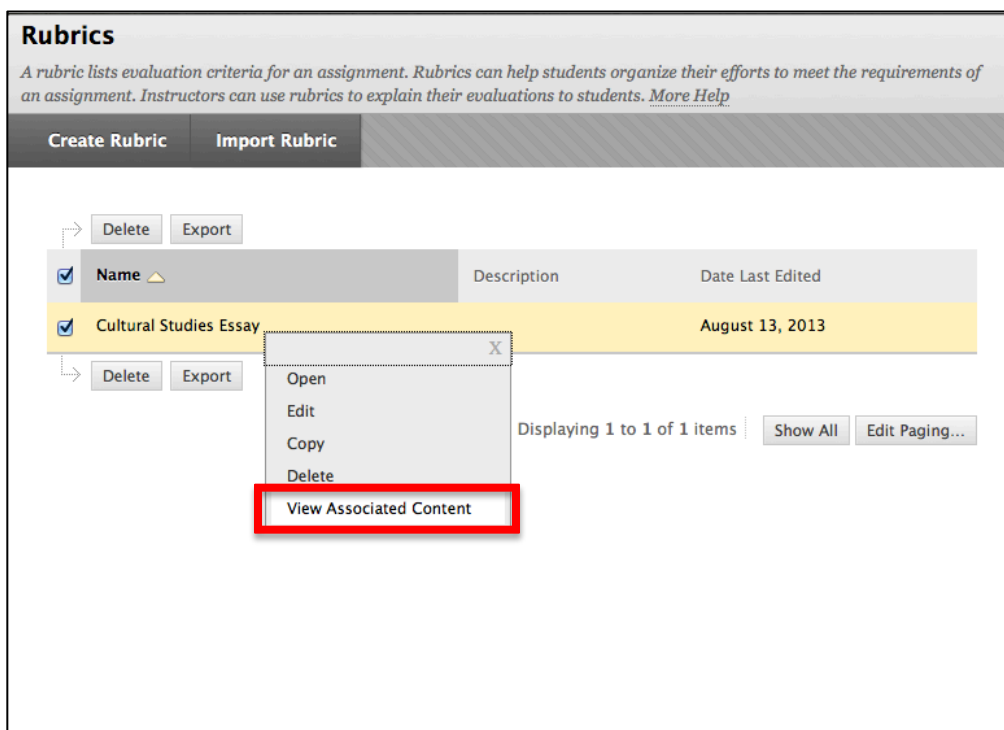 Rubrics
A rubric lists evaluation criteria for an assignment. Rubrics can help students organize their efforts to meet the requirements of
an assignment. Instructors can use rubrics to explain their evaluations to students. More Help
Create Rubric Import Rubric
Delete Export
Name Description Date Last Edited
Cultural Studies Essay August 13, 2013
X
Delete Export
Open
Edit
Displaying 1 to 1 of 1 items Show All Edit Paging...
Copy
Delete
View Associated Content